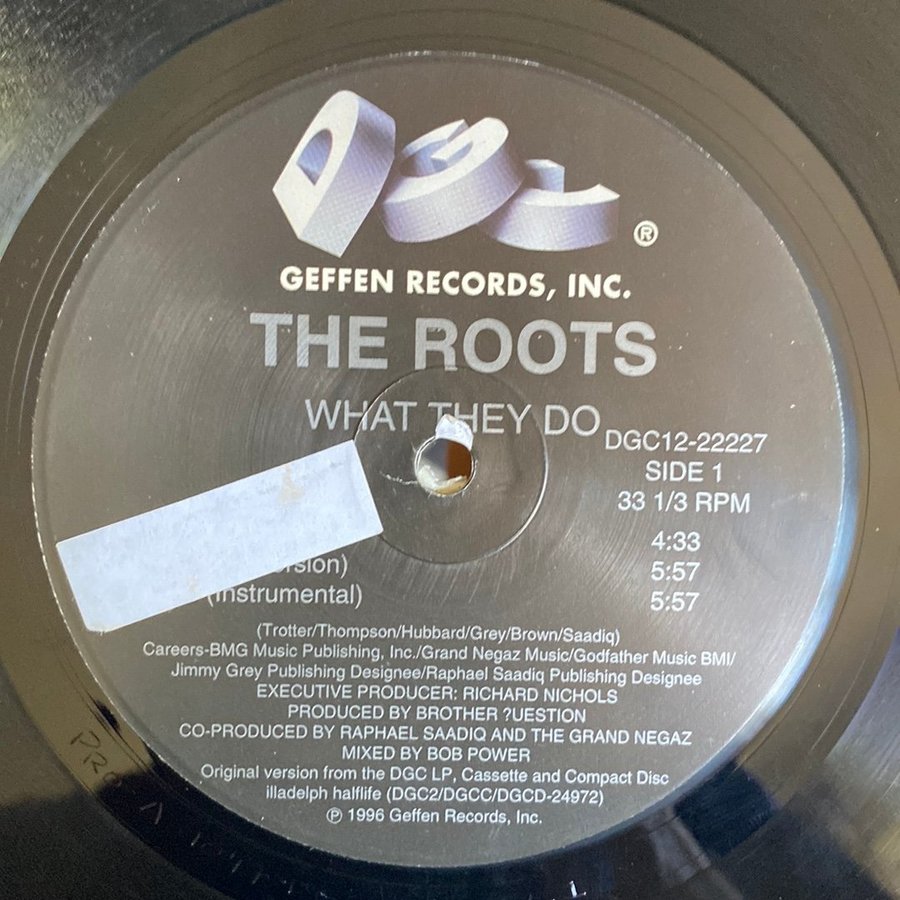 DGC ®
GEFFEN RECORDS, INC.
THE ROOTS
WHAT THEY DO
DGC12-22227
SIDE 1
33 1/3 RPM
4:33
sion) 5:57
(Instrumental) 5:57
(Trotter/Thompson/Hubbard/Grey/Brown/Saadiq)
Careers-BMG Music Publishing, Inc./Grand Negaz Music/Godfather Music BMI/
Jimmy Grey Publishing Designee/Raphael Saadiq Publishing Designee
EXECUTIVE PRODUCER: RICHARD NICHOLS
PRODUCED BY BROTHER ?UESTION
CO-PRODUCED BY RAPHAEL SAADIQ AND THE GRAND NEGAZ
MIXED BY BOB POWER
Original version from the DGC LP, Cassette and Compact Disc
illadelph halflife (DGC2/DGCC/DGCD-24972)
℗ 1996 Geffen Records, Inc.